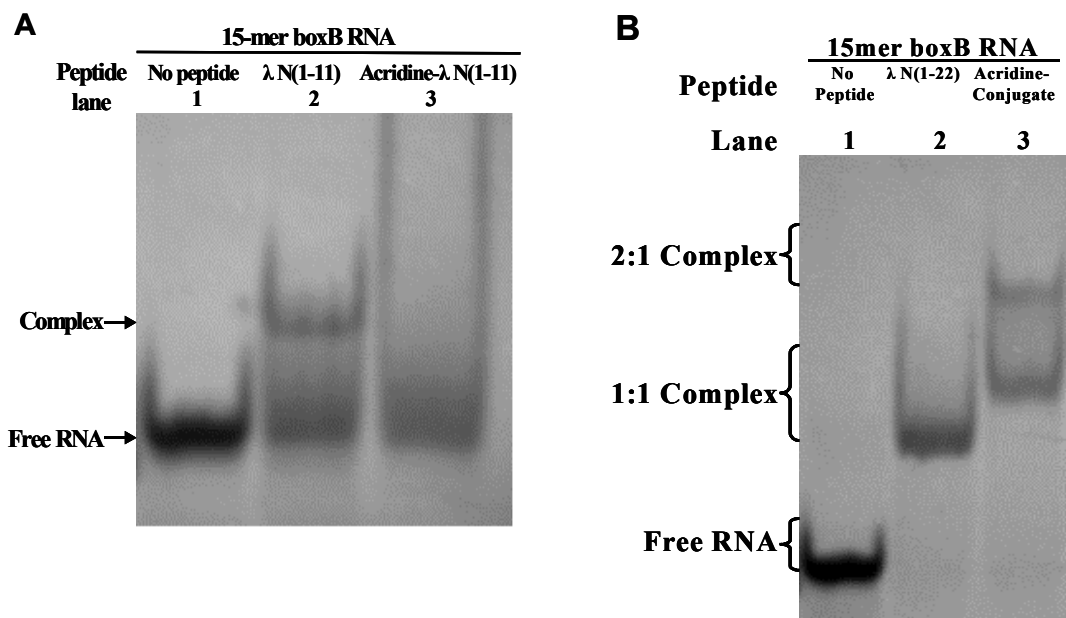 A
15-mer boxB RNA
Peptide No peptide λ N(1-11) Acridine-λ N(1-11)
lane 1 2 3
Complex
Free RNA
B
15mer boxB RNA
Peptide No Peptide λ N(1-22) Acridine-Conjugate
Lane 1 2 3
2:1 Complex
1:1 Complex
Free RNA